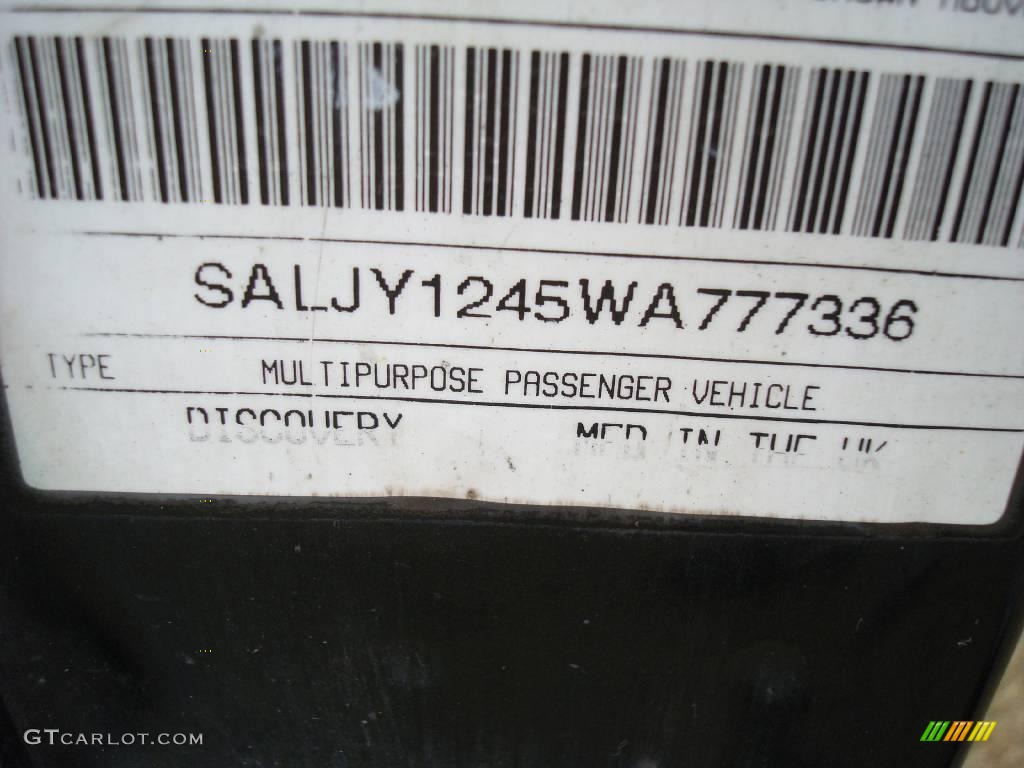 SALJY1245WA777336
TYPE MULTIPURPOSE PASSENGER VEHICLE
DISCOVERY MFD IN THE UK
GTCARLOT.COM